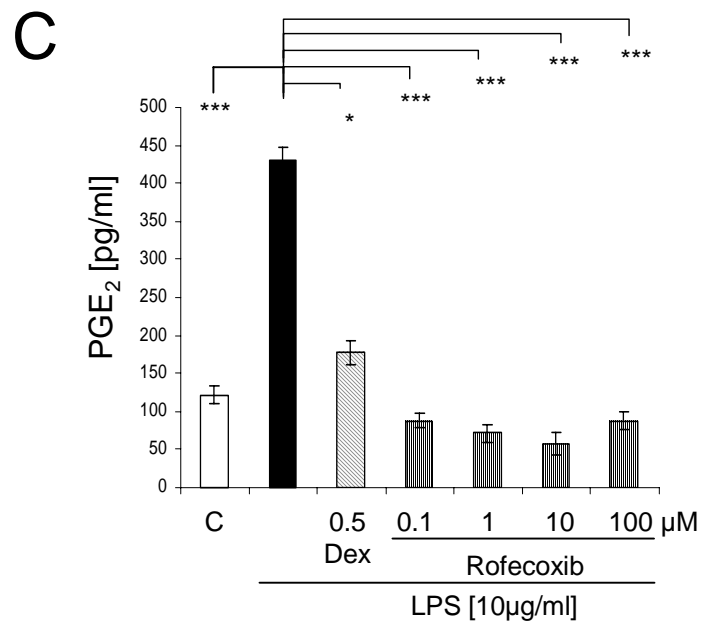 C
***
***
***
***
*
***
500
450
400
350
300
250
200
150
100
50
0
PGE2 [pg/ml]
C 0.5 0.1 1 10 100 µM
Dex
Rofecoxib
LPS [10µg/ml]